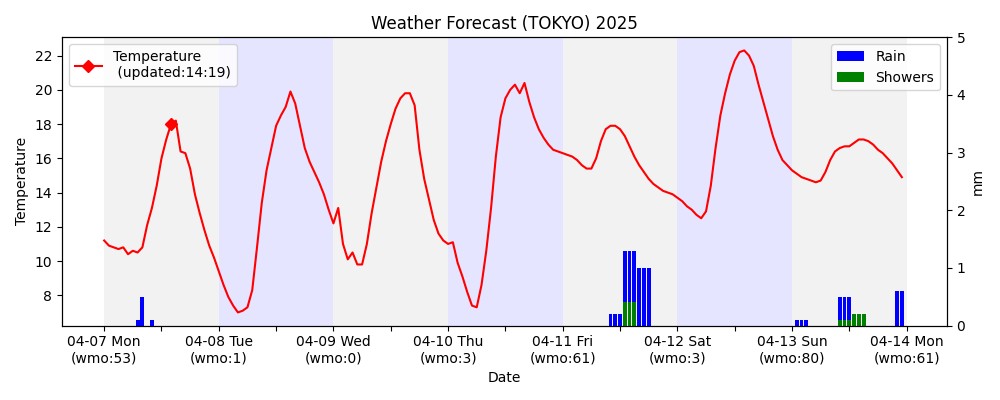 Weather Forecast (TOKYO) 2025
Temperature
(updated:14:19)
Rain
Showers
Temperature
22
20
18
16
14
12
10
8
5
4
3
2
1
0
mm
04-07 Mon
(wmo:53)
04-08 Tue
(wmo:1)
04-09 Wed
(wmo:0)
04-10 Thu
(wmo:3)
04-11 Fri
(wmo:61)
04-12 Sat
(wmo:3)
04-13 Sun
(wmo:80)
04-14 Mon
(wmo:61)
Date